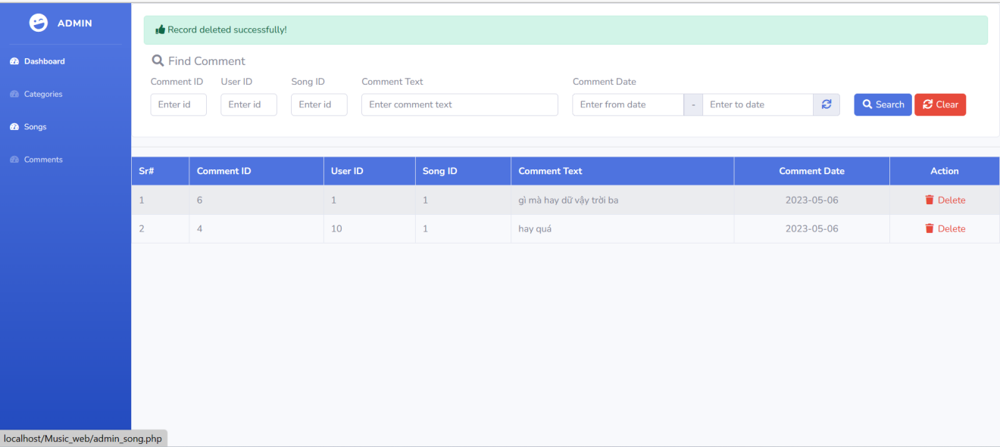 ADMIN
Dashboard
Categories
Songs
Comments
Record deleted successfully!
Find Comment
Comment ID User ID Song ID Comment Text Comment Date
Enter id Enter id Enter id Enter comment text Enter from date - Enter to date Search Clear
Sr# Comment ID User ID Song ID Comment Text Comment Date Action
1 6 1 1 gì mà hay dữ vậy trời ba 2023-05-06 Delete
2 4 10 1 hay quá 2023-05-06 Delete
localhost/Music_web/admin_song.php